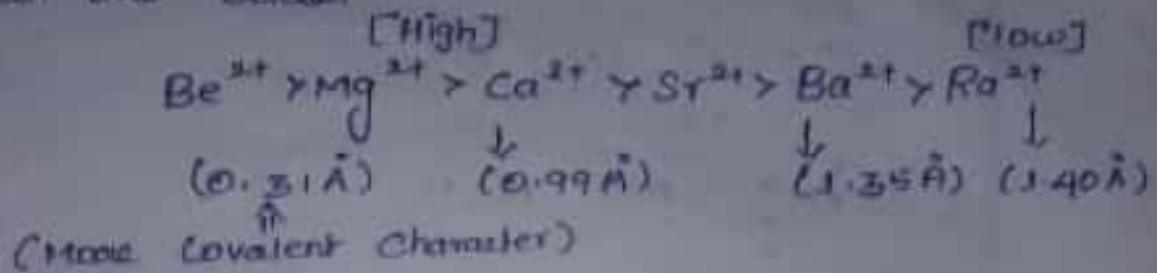 [High] [low]
Be²⁺ > Mg²⁺ > Ca²⁺ > Sr²⁺ > Ba²⁺ > Ra²⁺
↓ ↓ ↓
(0.31Å) (0.99Å) (1.35Å) (1.40Å)
⇑
(More Covalent Character)